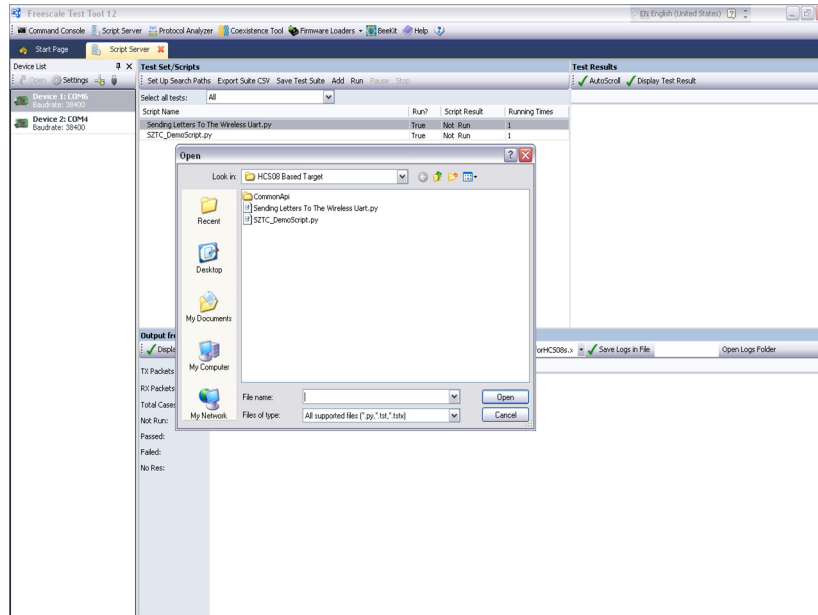 Freescale Test Tool 12
EN English (United States)
Command Console Script Server Protocol Analyzer Coexistence Tool Firmware Loaders BeeKit Help
Start Page Script Server
Device List
Open Settings
Device 1: COM6
Baudrate: 38400
Device 2: COM4
Baudrate: 38400
Test Set/Scripts
Set Up Search Paths Export Suite CSV Save Test Suite Add Run Pause Stop
Select all tests: All
Script Name Run? Script Result Running Times
Sending Letters To The Wireless Uart.py True Not Run 1
SZTC_DemoScript.py True Not Run 1
Test Results
AutoScroll Display Test Result
Open
Look in: HCS08 Based Target
Recent
Desktop
My Documents
My Computer
My Network
CommonApi
Sending Letters To The Wireless Uart.py
SZTC_DemoScript.py
File name:
Open
Files of type: All supported files (*.py,*.tst,*.tstx)
Cancel
Output fr
Displa
orHCS08s.x Save Logs in File Open Logs Folder
TX Packets
RX Packets
Total Cases
Not Run:
Passed:
Failed:
No Res: